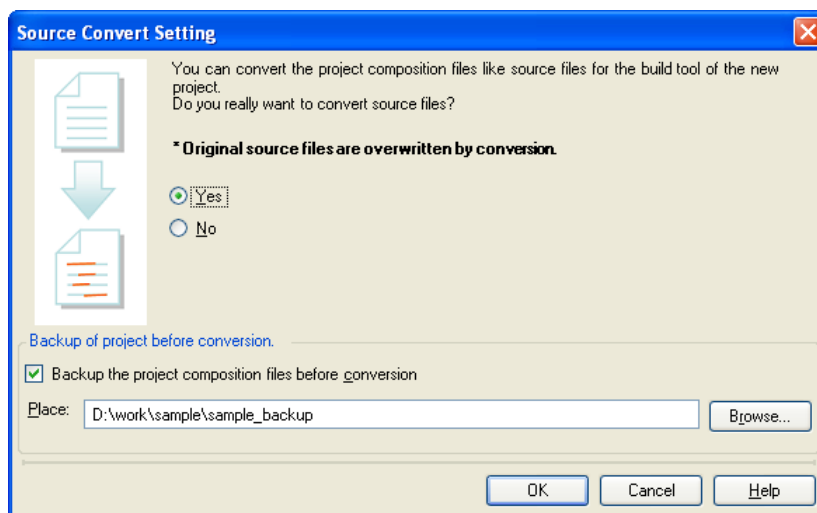 Source Convert Setting
You can convert the project composition files like source files for the build tool of the new
project.
Do you really want to convert source files?
* Original source files are overwritten by conversion.
Yes
No
Backup of project before conversion.
Backup the project composition files before conversion
Place: D:\work\sample\sample_backup Browse...
OK Cancel Help